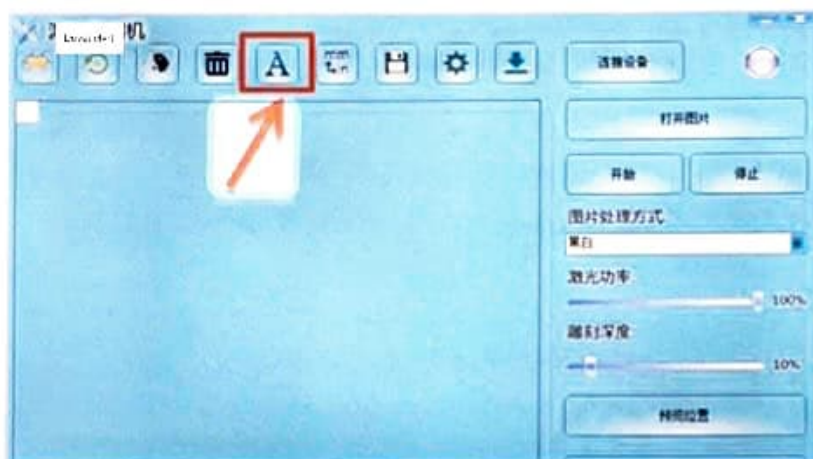 机
A
连接设备
打开图片
开始 停止
图片处理方式
黑白
激光功率
100%
雕刻深度
10%
预览位置